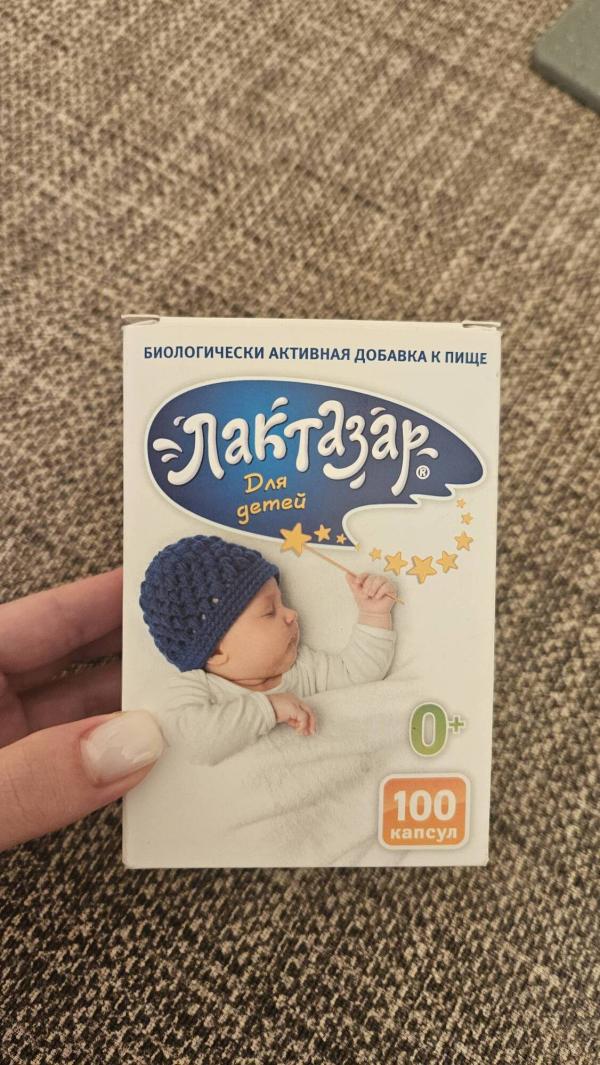 БИОЛОГИЧЕСКИ АКТИВНАЯ ДОБАВКА К ПИЩЕ
Лактазар®
Для
детей
0+
100
капсул